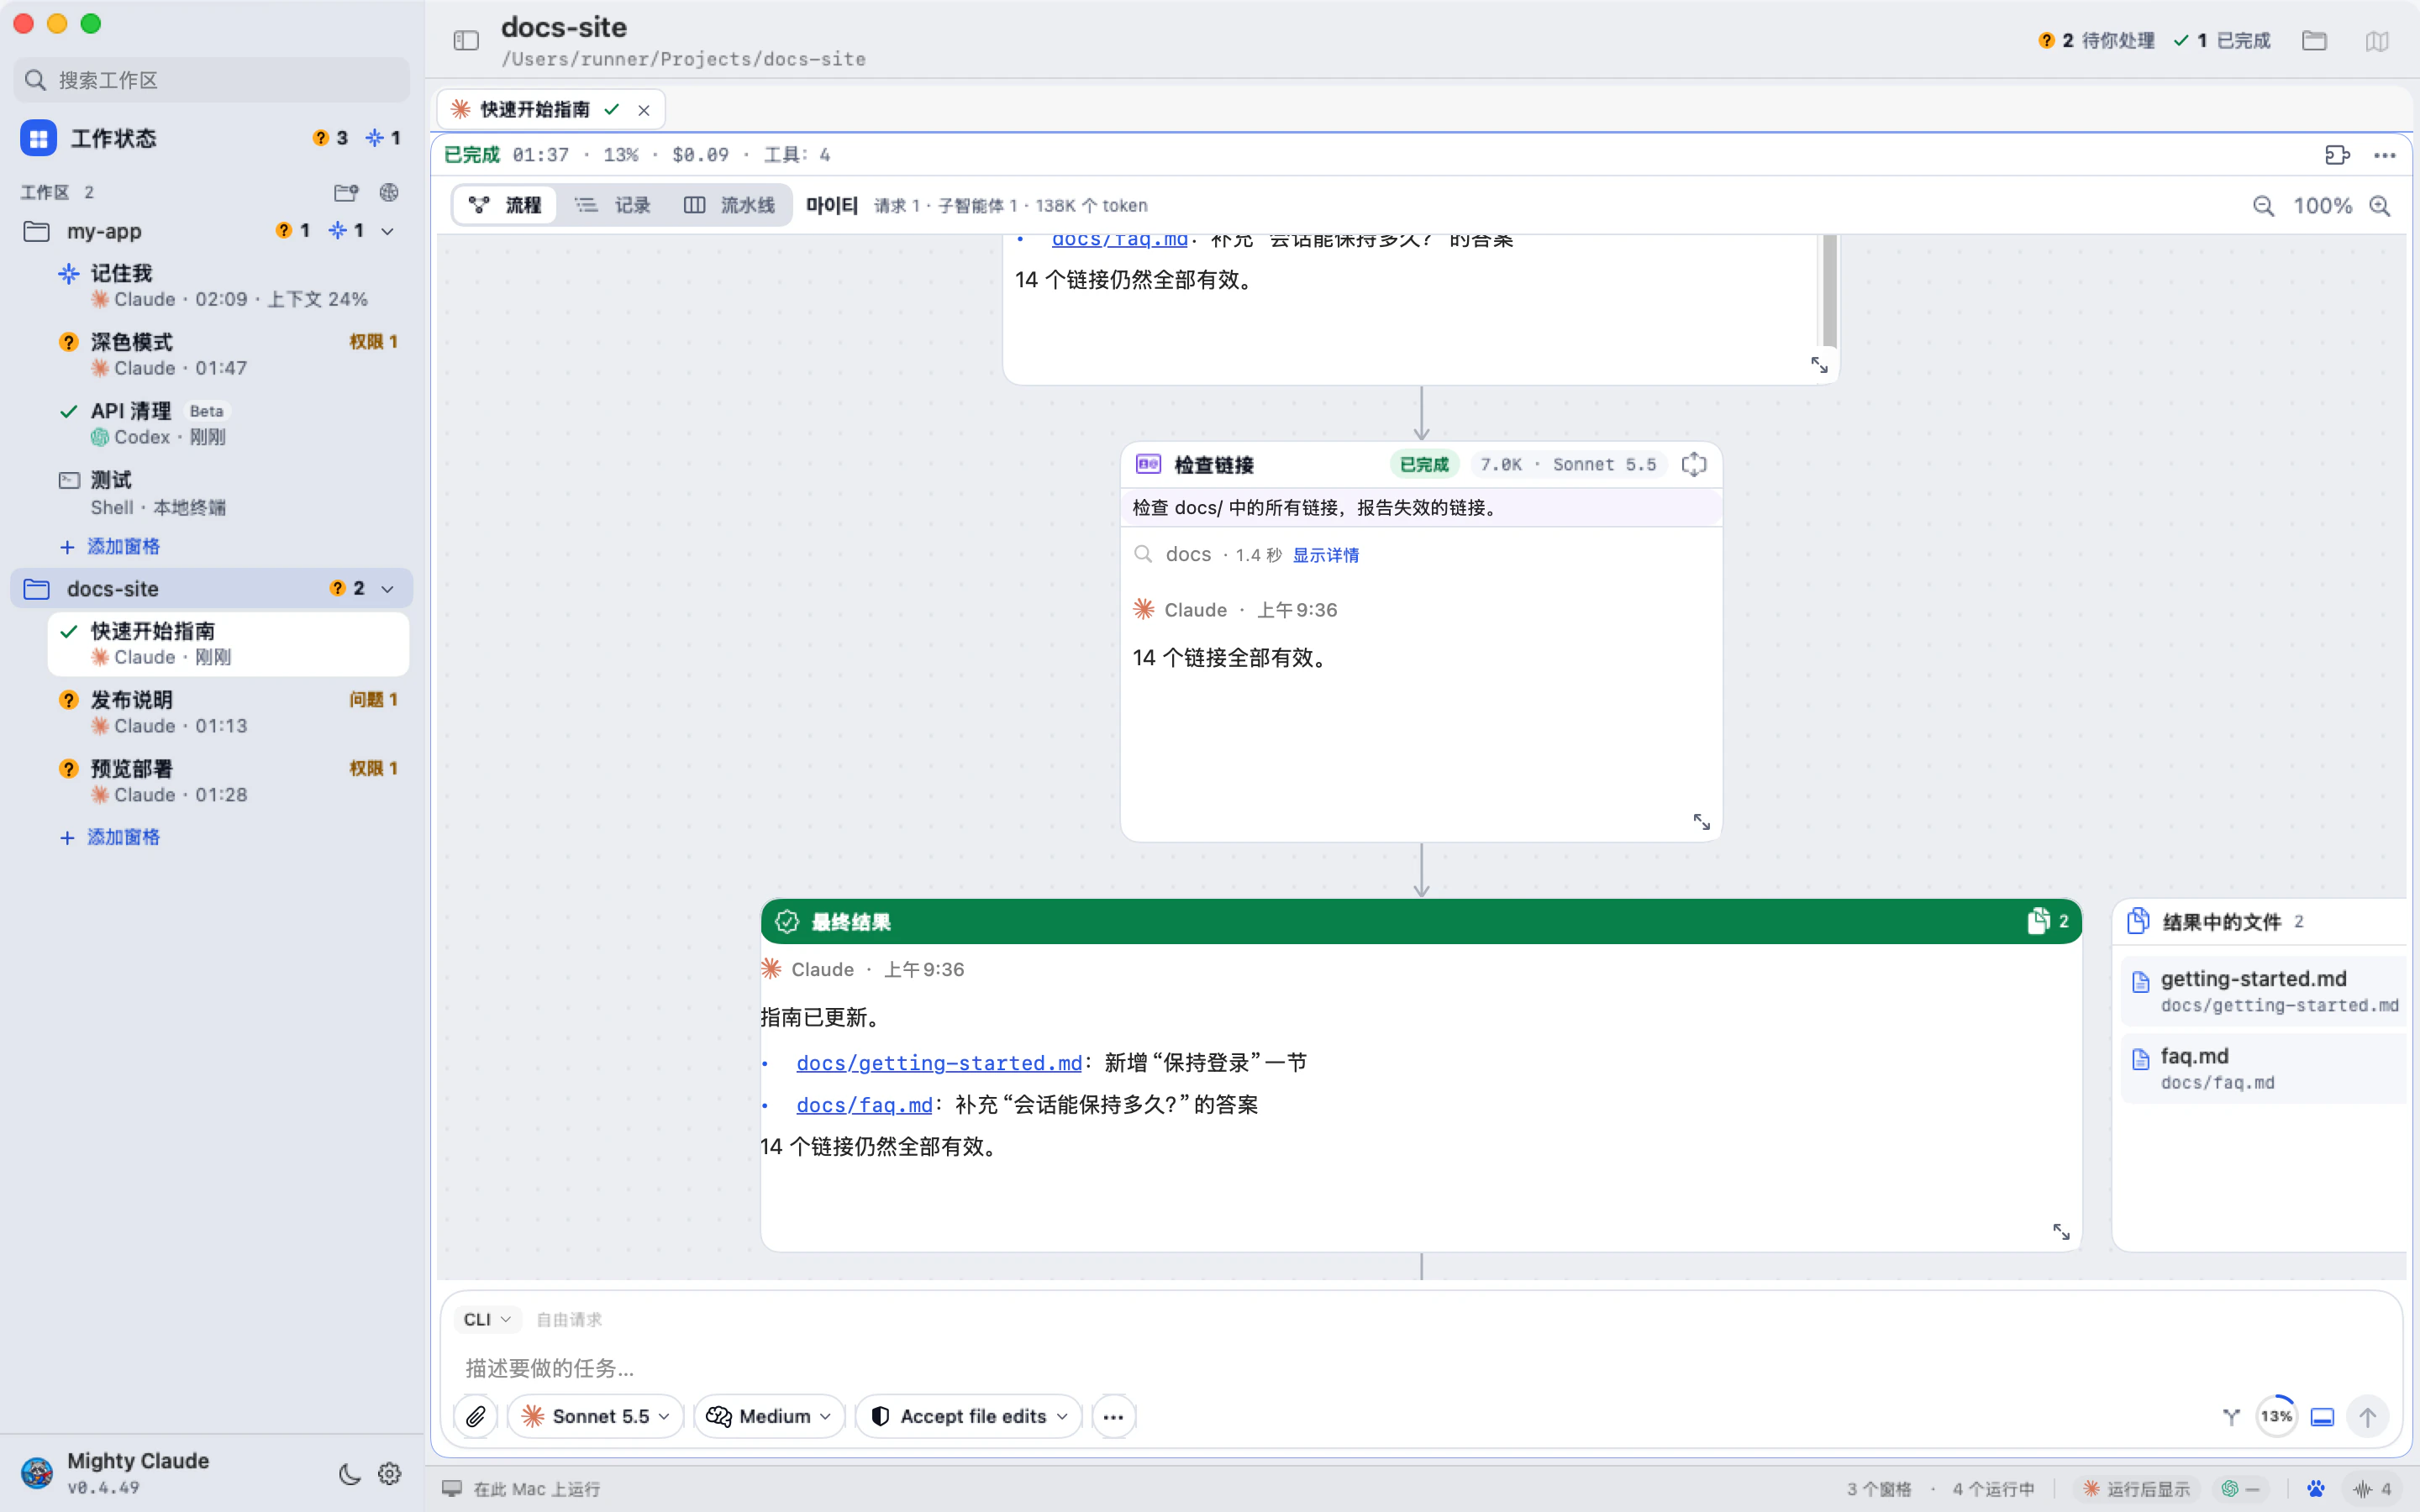 docs-site
/Users/runner/Projects/docs-site
2 待你处理 1 已完成
搜索工作区
工作状态 3 1
工作区 2
my-app 1 1
记住我
Claude · 02:09 · 上下文 24%
深色模式 权限 1
Claude · 01:47
API 清理 Beta
Codex · 刚刚
测试
Shell · 本地终端
+ 添加窗格
docs-site 2
快速开始指南
Claude · 刚刚
发布说明 问题 1
Claude · 01:13
预览部署 权限 1
Claude · 01:28
+ 添加窗格
Mighty Claude
v0.4.49
快速开始指南
已完成 01:37 · 13% · $0.09 · 工具: 4
流程 记录 流水线 마이티 请求 1 · 子智能体 1 · 138K 个 token
100%
docs/faq.md: 补充 “会话能保持多久？” 的答案
14 个链接仍然全部有效。
检查链接 已完成 7.0K · Sonnet 5.5
检查 docs/ 中的所有链接，报告失效的链接。
docs · 1.4 秒 显示详情
Claude · 上午9:36
14 个链接全部有效。
最终结果 2
Claude · 上午9:36
指南已更新。
• docs/getting-started.md: 新增 “保持登录” 一节
• docs/faq.md: 补充 “会话能保持多久?” 的答案
14 个链接仍然全部有效。
结果中的文件 2
getting-started.md
docs/getting-started.md
faq.md
docs/faq.md
CLI 自由请求
描述要做的任务...
Sonnet 5.5 Medium Accept file edits
13%
在此 Mac 上运行
3 个窗格 · 4 个运行中 运行后显示 — 4